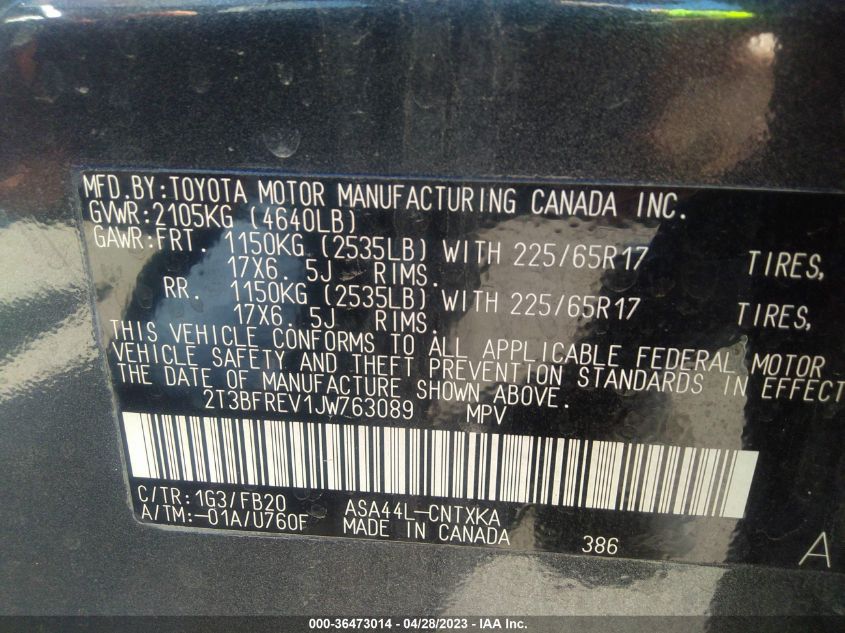 MFD.BY:TOYOTA MOTOR MANUFACTURING CANADA INC.
GVWR:2105KG (4640LB)
GAWR:FRT. 1150KG (2535LB) WITH 225/65R17 TIRES,
17X6. 5J RIMS.
RR. 1150KG (2535LB) WITH 225/65R17 TIRES,
17X6. 5J RIMS.
THIS VEHICLE CONFORMS TO ALL APPLICABLE FEDERAL MOTOR
VEHICLE SAFETY AND THEFT PREVENTION STANDARDS IN EFFECT
THE DATE OF MANUFACTURE SHOWN ABOVE.
2T3BFREV1JW763089 MPV
C/TR:1G3/FB20 ASA44L-CNTXKA
A/TM:-01A/U760F MADE IN CANADA 386 A
000-36473014 - 04/28/2023 - IAA Inc.